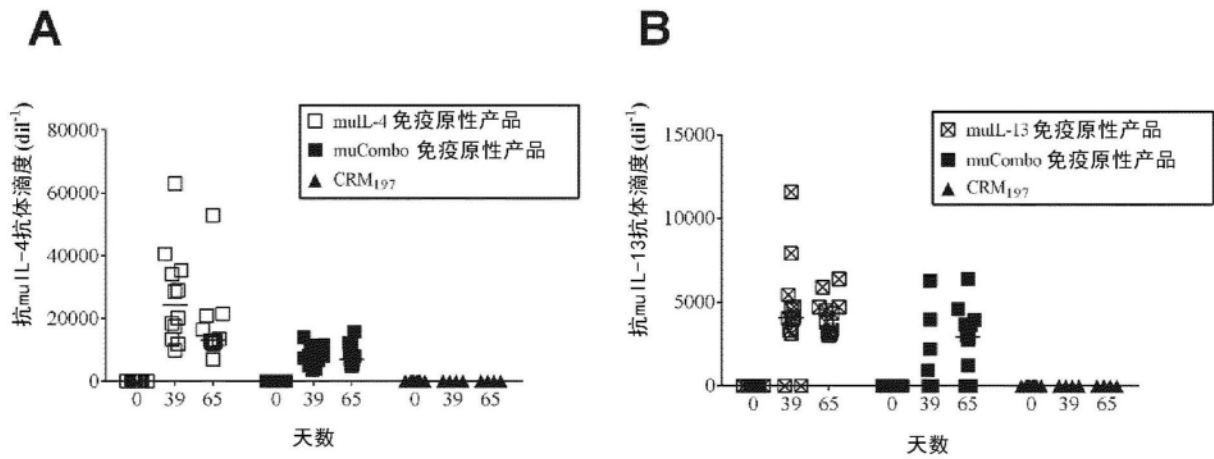 A
抗muIL-4抗体滴度(dil⁻¹)
80000
60000
40000
20000
0
muIL-4 免疫原性产品
muCombo 免疫原性产品
CRM₁₉₇
0 39 65 0 39 65 0 39 65
天数
B
抗muIL-13抗体滴度(dil⁻¹)
15000
10000
5000
0
muIL-13 免疫原性产品
muCombo 免疫原性产品
CRM₁₉₇
0 39 65 0 39 65 0 39 65
天数